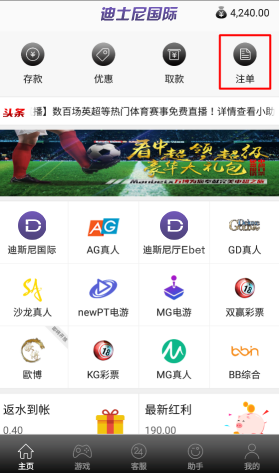 迪士尼国际
4,240.00
存款
优惠
取款
注单
头条
播】数百场英超等热门体育赛事免费直播！详情查看小助
看中超 领超级
豪华大礼包
迪斯尼国际
AG真人
迪斯尼厅Ebet
GD真人
沙龙真人
newPT电游
MG电游
双赢彩票
歐博
KG彩票
MG真人
BB综合
返水到帐
0.40
最新红利
190.00
主页
游戏
24
客服
助手
我的